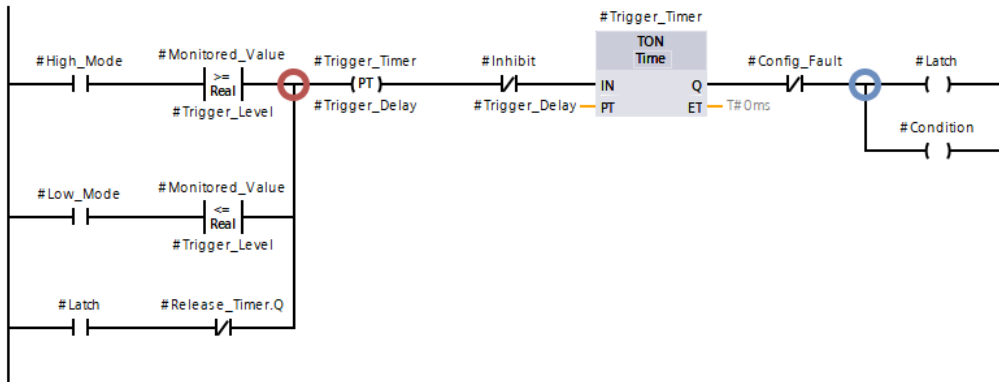 #Trigger_Timer
TON
Time
#High_Mode
#Monitored_Value
>=
Real
#Trigger_Level
#Trigger_Timer
PT
#Trigger_Delay
#Inhibit
#Trigger_Delay
IN
PT
Q
ET
T#0ms
#Config_Fault
#Latch
#Condition
#Low_Mode
#Monitored_Value
<=
Real
#Trigger_Level
#Latch
#Release_Timer.Q